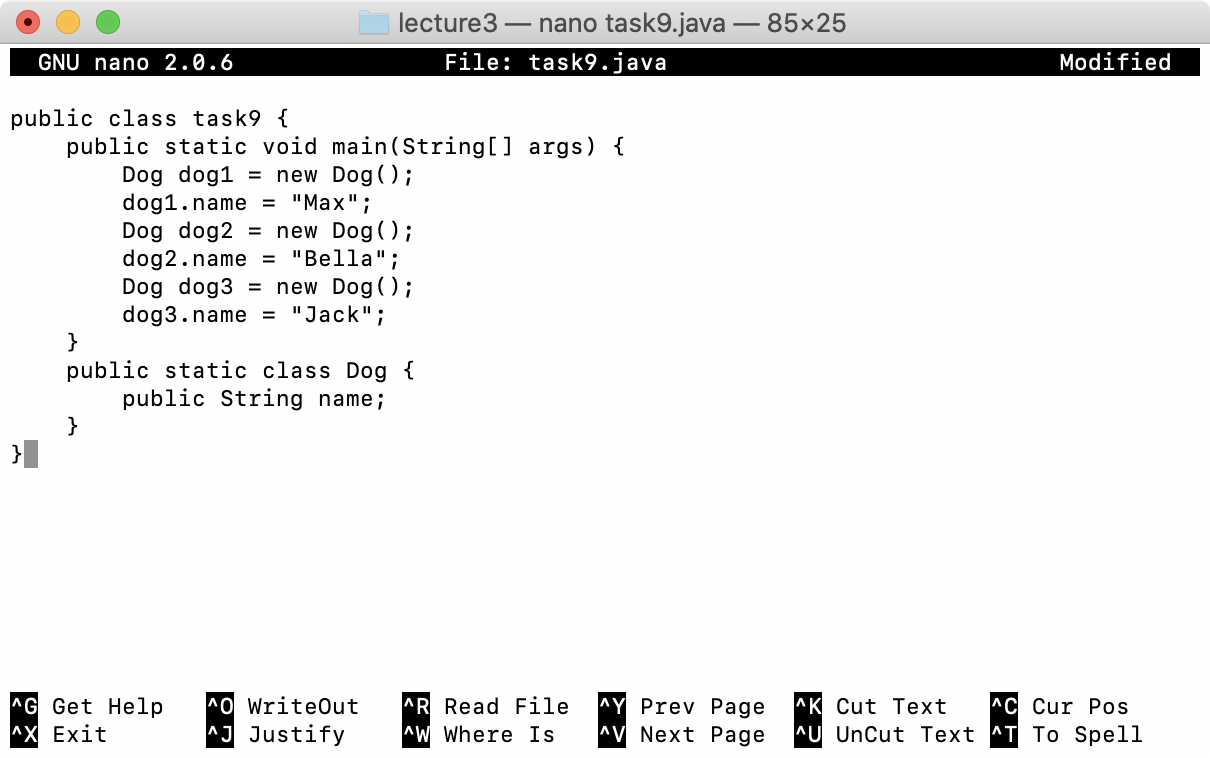 lecture3 — nano task9.java — 85×25
GNU nano 2.0.6 File: task9.java Modified
public class task9 {
    public static void main(String[] args) {
        Dog dog1 = new Dog();
        dog1.name = "Max";
        Dog dog2 = new Dog();
        dog2.name = "Bella";
        Dog dog3 = new Dog();
        dog3.name = "Jack";
    }
    public static class Dog {
        public String name;
    }
}
^G Get Help ^O WriteOut ^R Read File ^Y Prev Page ^K Cut Text ^C Cur Pos
^X Exit ^J Justify ^W Where Is ^V Next Page ^U UnCut Text ^T To Spell